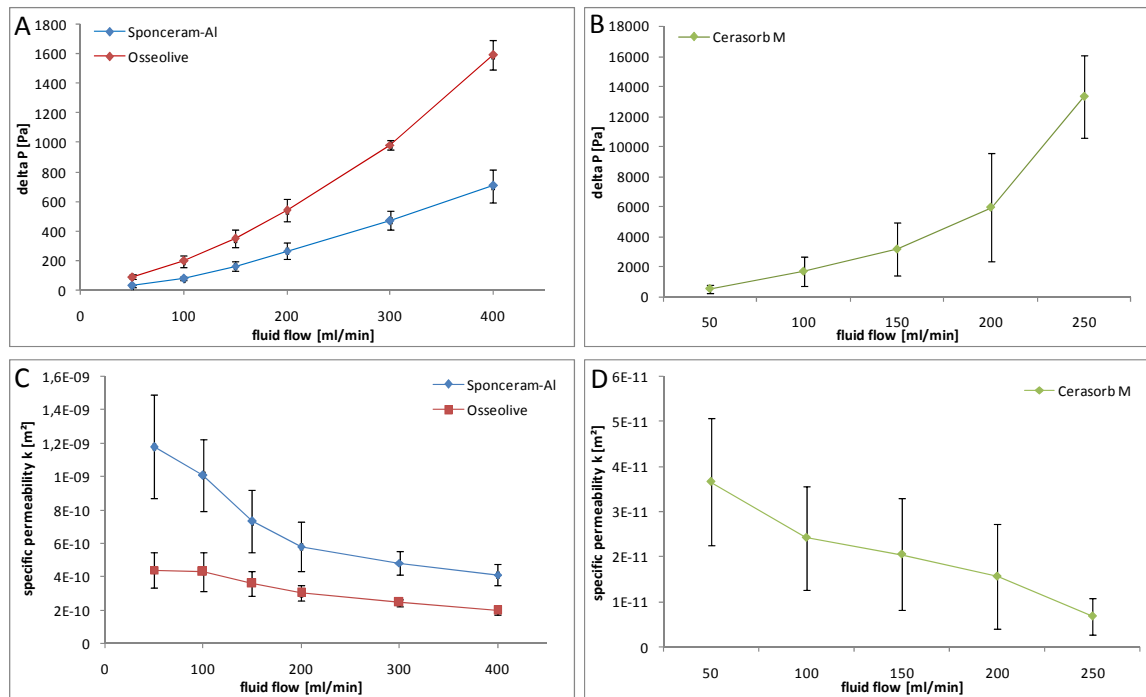 A
Sponceram-Al
Osseolive
delta P [Pa]
1800
1600
1400
1200
1000
800
600
400
200
0
0 100 200 300 400
fluid flow [ml/min]
B
Cerasorb M
delta P [Pa]
18000
16000
14000
12000
10000
8000
6000
4000
2000
0
50 100 150 200 250
fluid flow [ml/min]
C
Sponceram-Al
Osseolive
specific permeability k [m²]
1,6E-09
1,4E-09
1,2E-09
1E-09
8E-10
6E-10
4E-10
2E-10
0
0 100 200 300 400
fluid flow [ml/min]
D
Cerasorb M
specific permeability k [m²]
6E-11
5E-11
4E-11
3E-11
2E-11
1E-11
0
50 100 150 200 250
fluid flow [ml/min]